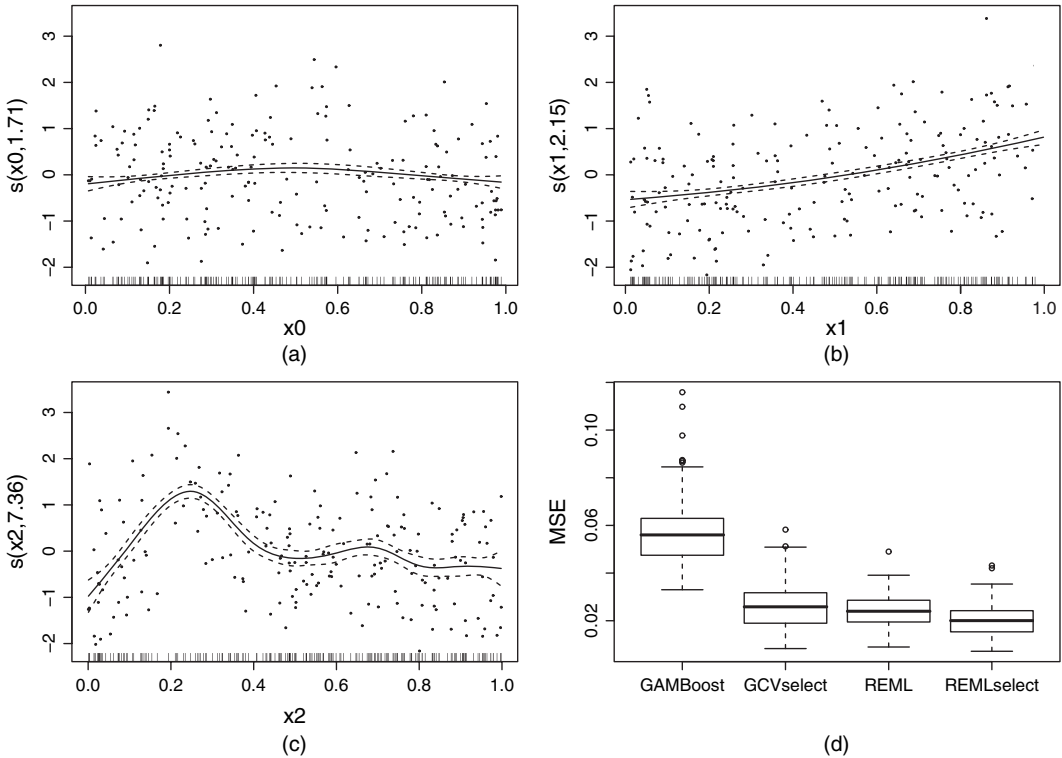 s(x0,1.71)
3
2
1
0
−1
−2
0.0 0.2 0.4 0.6 0.8 1.0
x0
(a)
s(x1,2.15)
3
2
1
0
−1
−2
0.0 0.2 0.4 0.6 0.8 1.0
x1
(b)
s(x2,7.36)
3
2
1
0
−1
−2
0.0 0.2 0.4 0.6 0.8 1.0
x2
(c)
MSE
0.10
0.06
0.02
GAMBoost GCVselect REML REMLselect
(d)